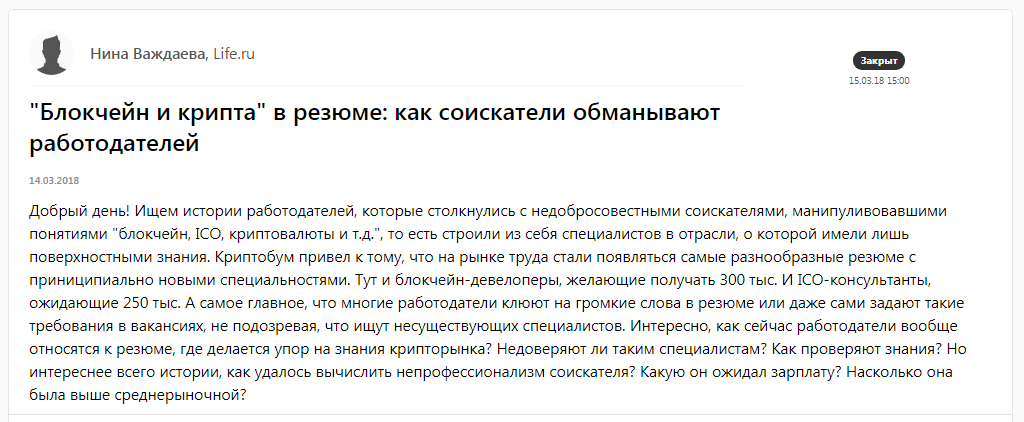 Нина Важдаева, Life.ru
Закрыт
15.03.18 15:00
"Блокчейн и крипта" в резюме: как соискатели обманывают
работодателей
14.03.2018
Добрый день! Ищем истории работодателей, которые столкнулись с недобросовестными соискателями, манипуливовавшими
понятиями "блокчейн, ICO, криптовалюты и т.д.", то есть строили из себя специалистов в отрасли, о которой имели лишь
поверхностными знания. Криптобум привел к тому, что на рынке труда стали появляться самые разнообразные резюме с
приниципиально новыми специальностями. Тут и блокчейн-девелоперы, желающие получать 300 тыс. И ICO-консультанты,
ожидающие 250 тыс. А самое главное, что многие работодатели клюют на громкие слова в резюме или даже сами задают такие
требования в вакансиях, не подозревая, что ищут несуществующих специалистов. Интересно, как сейчас работодатели вообще
относятся к резюме, где делается упор на знания крипторынка? Недоверяют ли таким специалистам? Как проверяют знания? Но
интереснее всего истории, как удалось вычислить непрофессионализм соискателя? Какую он ожидал зарплату? Насколько она
была выше среднерыночной?